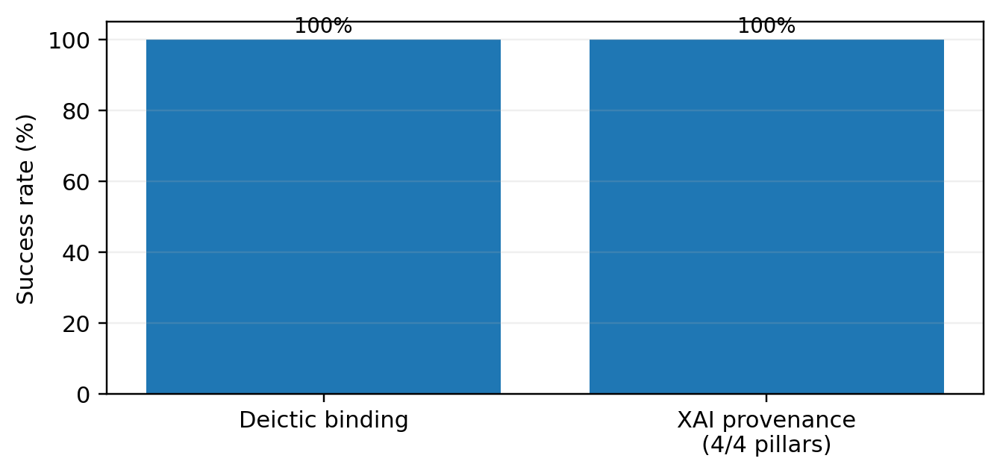 100%
100%
100
80
60
40
20
0
Success rate (%)
Deictic binding
XAI provenance
(4/4 pillars)